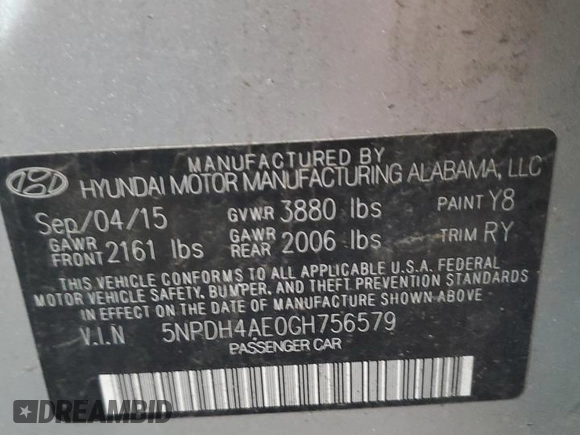 MANUFACTURED BY
HYUNDAI MOTOR MANUFACTURING ALABAMA, LLC
Sep/04/15 GVWR 3880 lbs PAINT Y8
GAWR FRONT 2161 lbs GAWR REAR 2006 lbs TRIM RY
THIS VEHICLE CONFORMS TO ALL APPLICABLE U.S.A. FEDERAL
MOTOR VEHICLE SAFETY, BUMPER, AND THEFT PREVENTION STANDARDS
IN EFFECT ON THE DATE OF MANUFACTURE SHOWN ABOVE.
V.I.N 5NPDH4AE0GH756579
PASSENGER CAR
DREAMBID